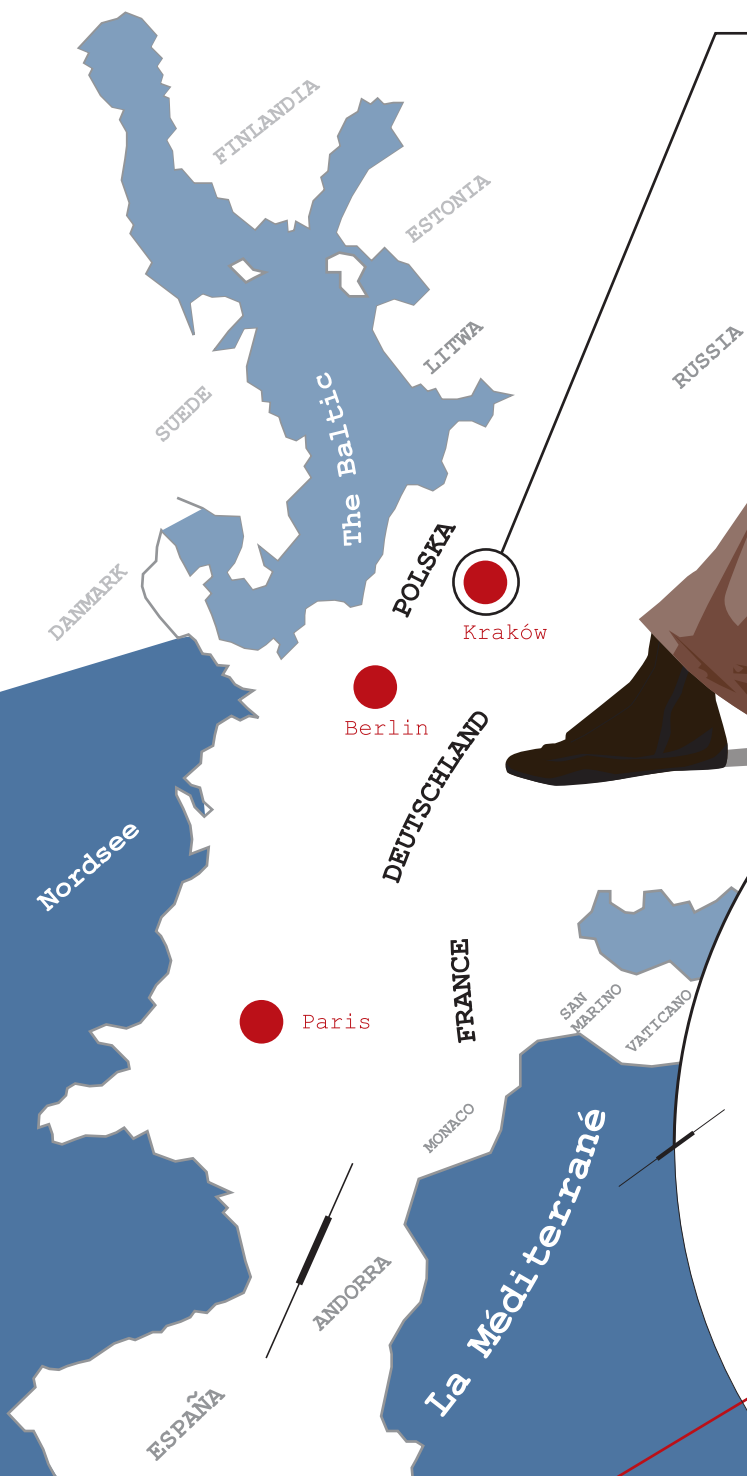 FINLANDIA
ESTONIA
LITWA
RUSSIA
SUEDE
The Baltic
POLSKA
DANMARK
Kraków
Berlin
DEUTSCHLAND
Nordsee
FRANCE
SAN
MARINO
VATICANO
Paris
MONACO
La Méditerrané
ANDORRA
ESPAÑA